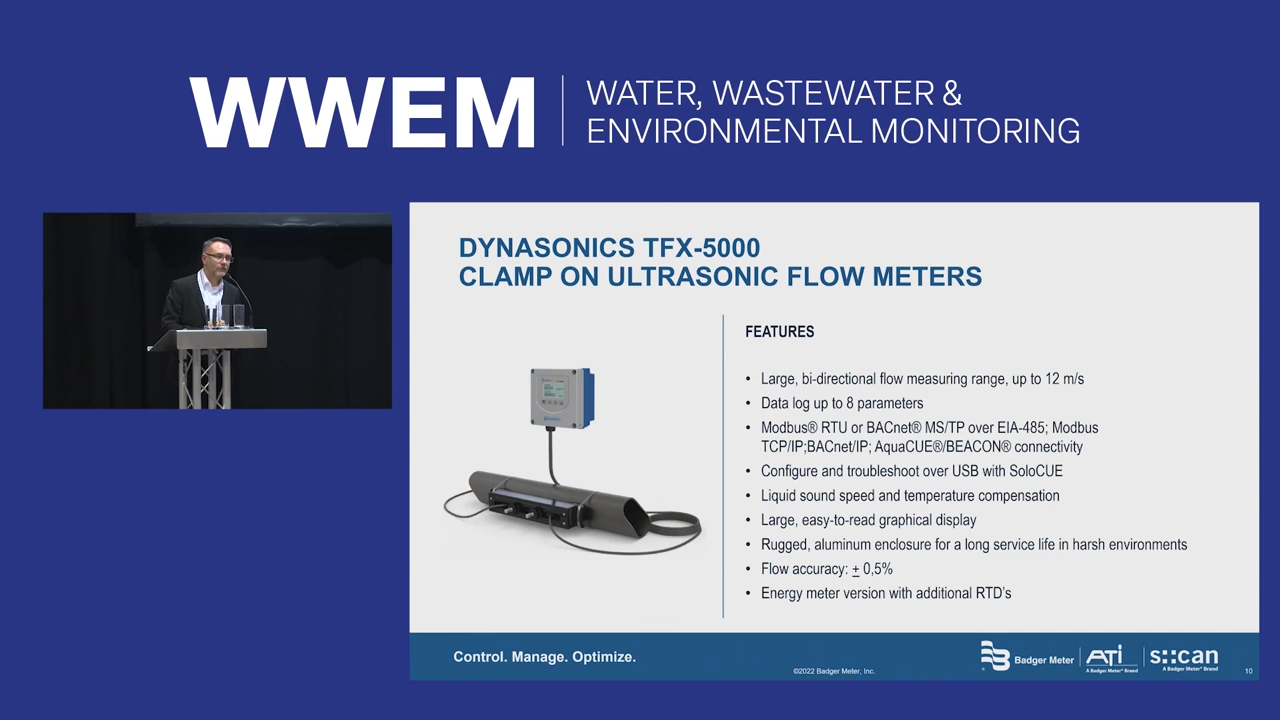 WWEM
WATER, WASTEWATER &
ENVIRONMENTAL MONITORING
DYNASONICS TFX-5000
CLAMP ON ULTRASONIC FLOW METERS
FEATURES
• Large, bi-directional flow measuring range, up to 12 m/s
• Data log up to 8 parameters
• Modbus® RTU or BACnet® MS/TP over EIA-485; Modbus
TCP/IP;BACnet/IP; AquaCUE®/BEACON® connectivity
• Configure and troubleshoot over USB with SoloCUE
• Liquid sound speed and temperature compensation
• Large, easy-to-read graphical display
• Rugged, aluminum enclosure for a long service life in harsh environments
• Flow accuracy: ± 0,5%
• Energy meter version with additional RTD's
Control. Manage. Optimize.
©2022 Badger Meter, Inc.
Badger Meter
ATi
A Badger Meter® Brand
s::can
A Badger Meter® Brand
10